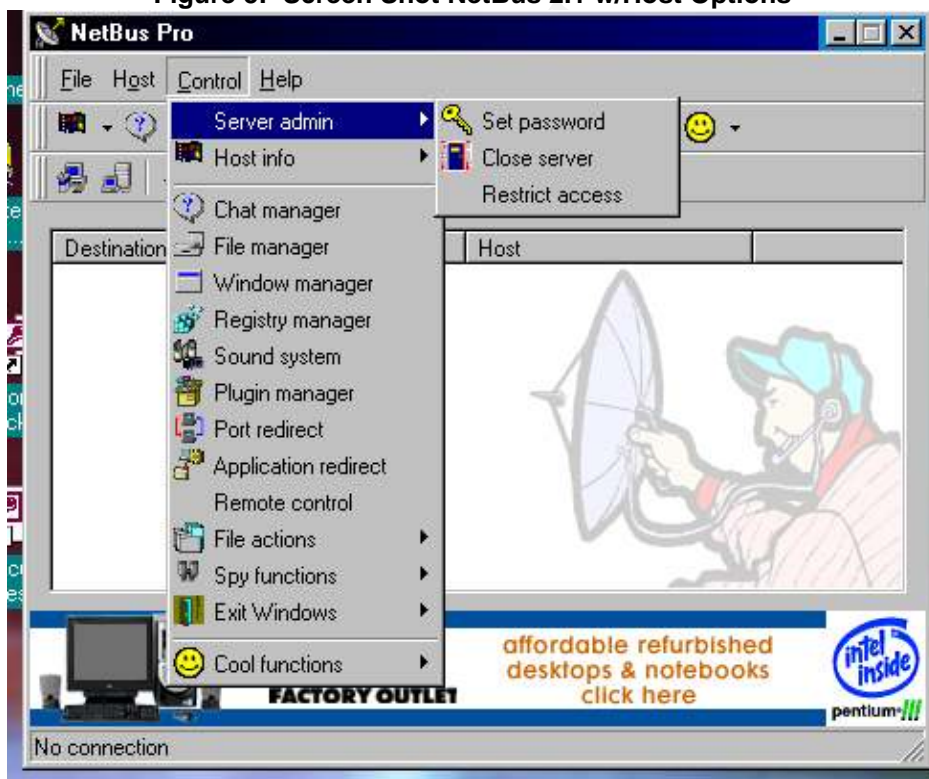 NetBus Pro
File Host Control Help
Server admin
Host info
Chat manager
File manager
Window manager
Registry manager
Sound system
Plugin manager
Port redirect
Application redirect
Remote control
File actions
Spy functions
Exit Windows
Cool functions
Set password
Close server
Restrict access
Destination Host
FACTORY OUTLET
affordable refurbished
desktops & notebooks
click here
intel
inside
pentium III
No connection